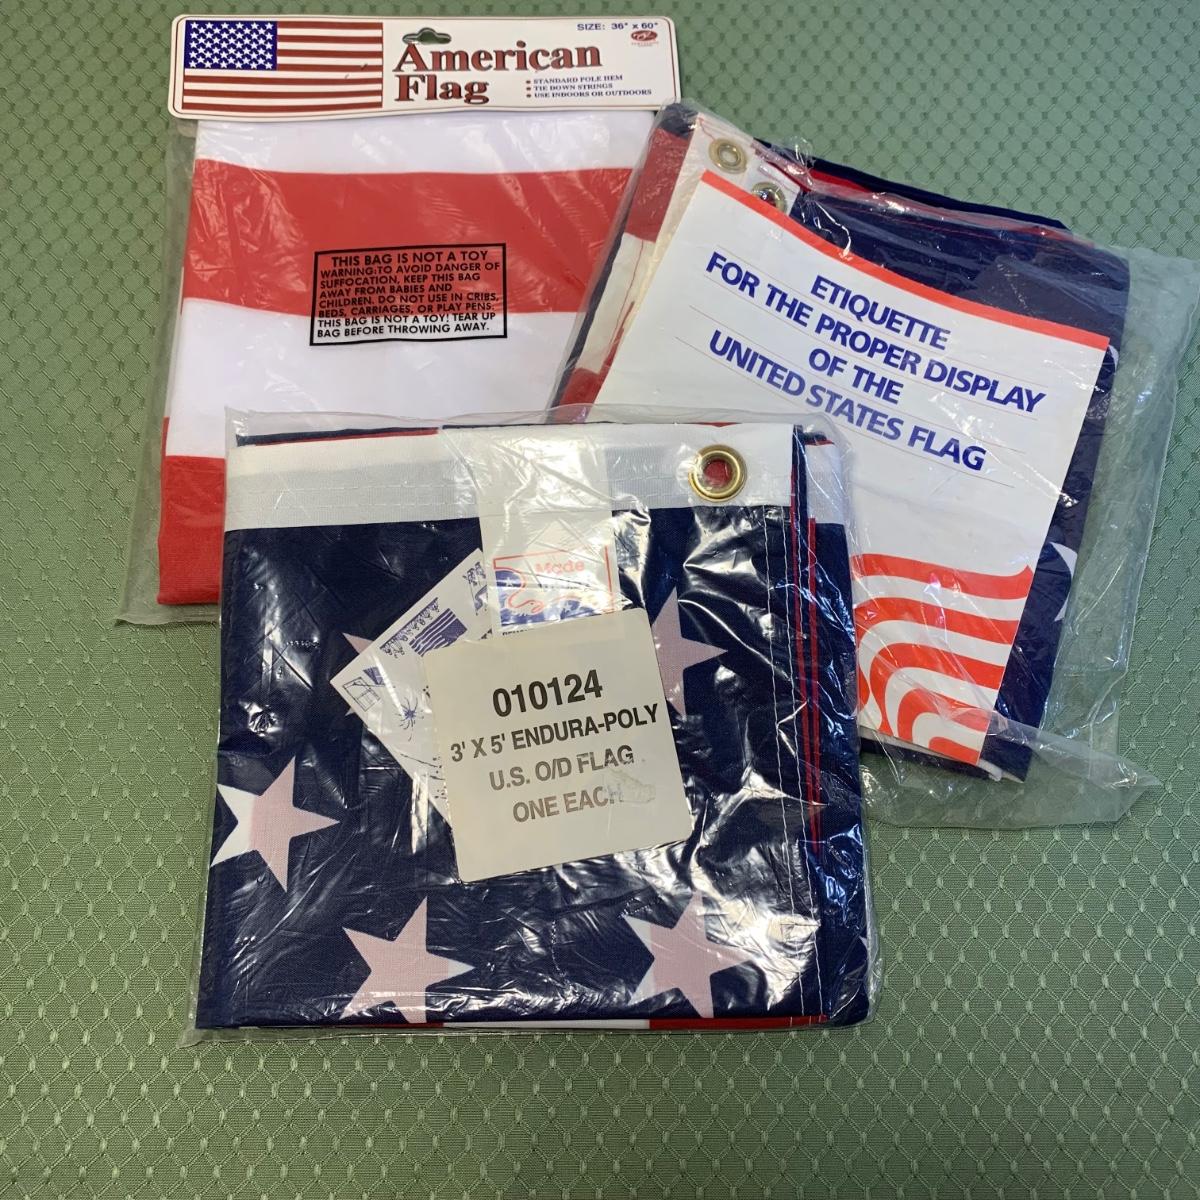 SIZE: 36" x 60"
American
Flag
• STANDARD POLE HEM
• TIE DOWN STRINGS
• USE INDOORS OR OUTDOORS
THIS BAG IS NOT A TOY
WARNING:TO AVOID DANGER OF
SUFFOCATION, KEEP THIS BAG
AWAY FROM BABIES AND
CHILDREN. DO NOT USE IN CRIBS,
BEDS, CARRIAGES, OR PLAY PENS.
THIS BAG IS NOT A TOY! TEAR UP
BAG BEFORE THROWING AWAY.
ETIQUETTE
FOR THE PROPER DISPLAY
OF THE
UNITED STATES FLAG
Made
010124
3' X 5' ENDURA-POLY
U.S. O/D FLAG
ONE EACH